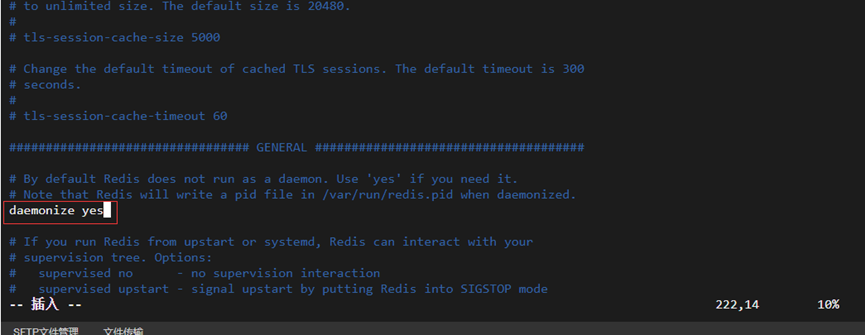 # to unlimited size. The default size is 20480.
#
# tls-session-cache-size 5000
# Change the default timeout of cached TLS sessions. The default timeout is 300
# seconds.
#
# tls-session-cache-timeout 60
################################# GENERAL #####################################
# By default Redis does not run as a daemon. Use 'yes' if you need it.
# Note that Redis will write a pid file in /var/run/redis.pid when daemonized.
daemonize yes
# If you run Redis from upstart or systemd, Redis can interact with your
# supervision tree. Options:
#   supervised no      - no supervision interaction
#   supervised upstart - signal upstart by putting Redis into SIGSTOP mode
-- 插入 -- 222,14 10%
SFTP文件管理 文件传输